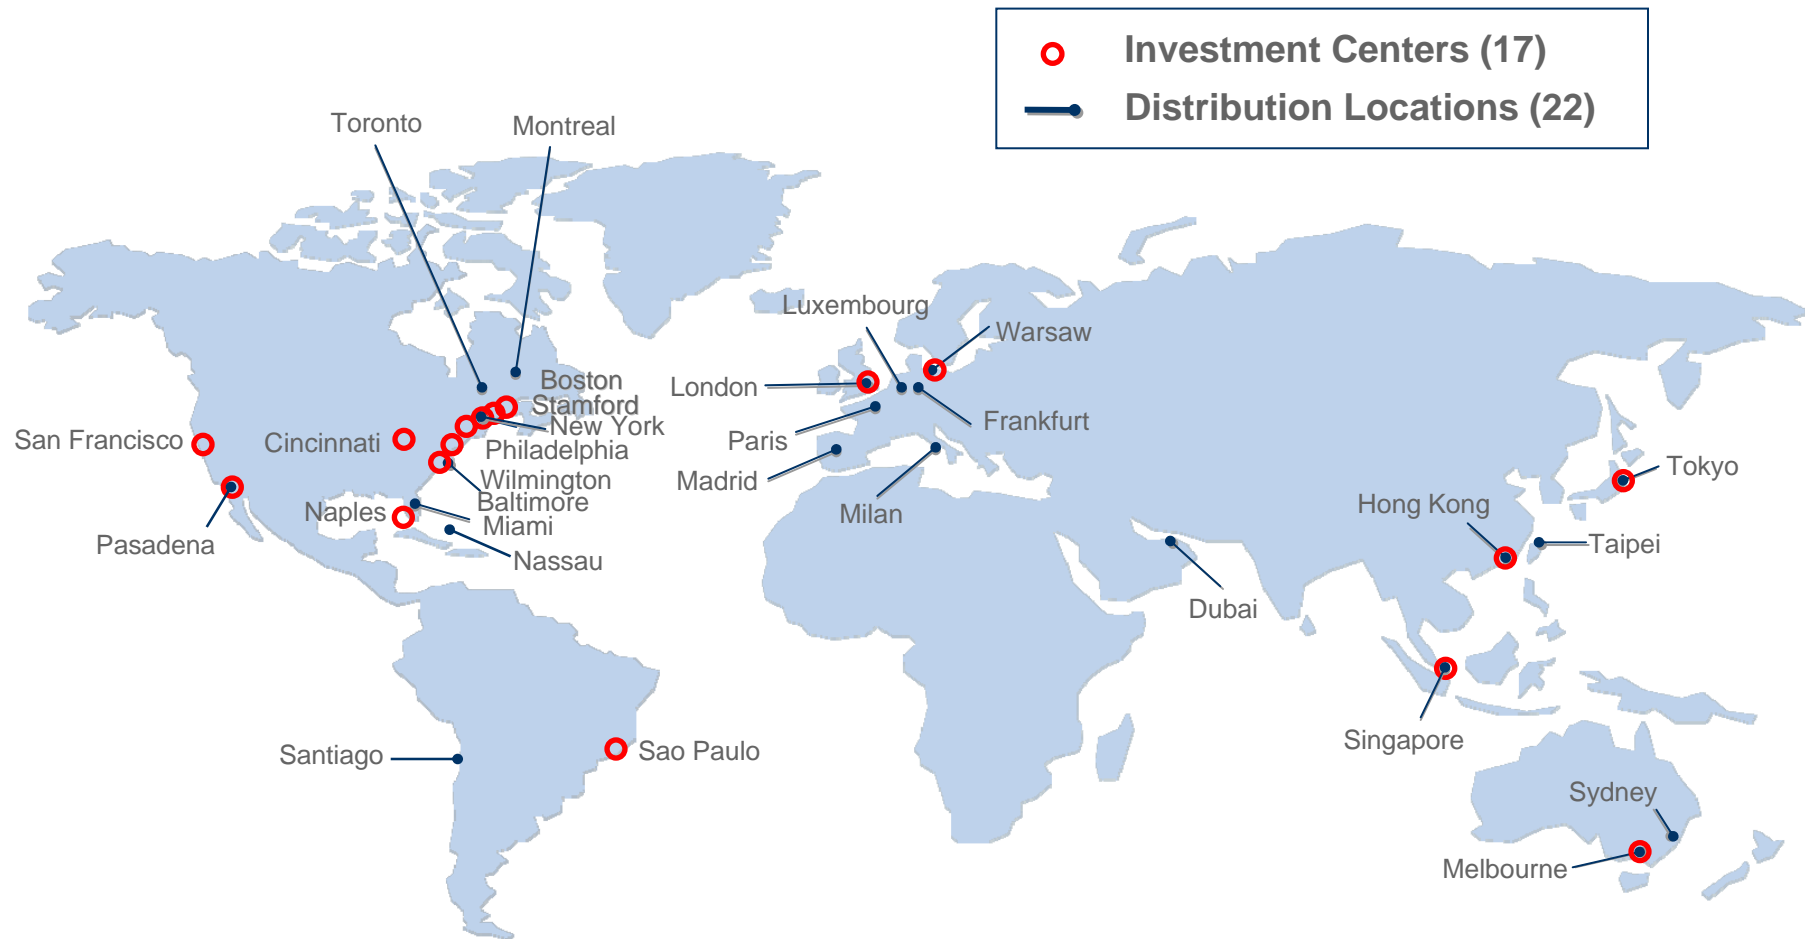 Investment Centers (17)
Distribution Locations (22)
Toronto
Montreal
Luxembourg
Warsaw
Boston
London
Stamford
Frankfurt
New York
San Francisco
Cincinnati
Paris
Philadelphia
Tokyo
Wilmington
Madrid
Baltimore
Hong Kong
Naples
Milan
Miami
Pasadena
Taipei
Nassau
Dubai
Singapore
Sao Paulo
Santiago
Sydney
Melbourne